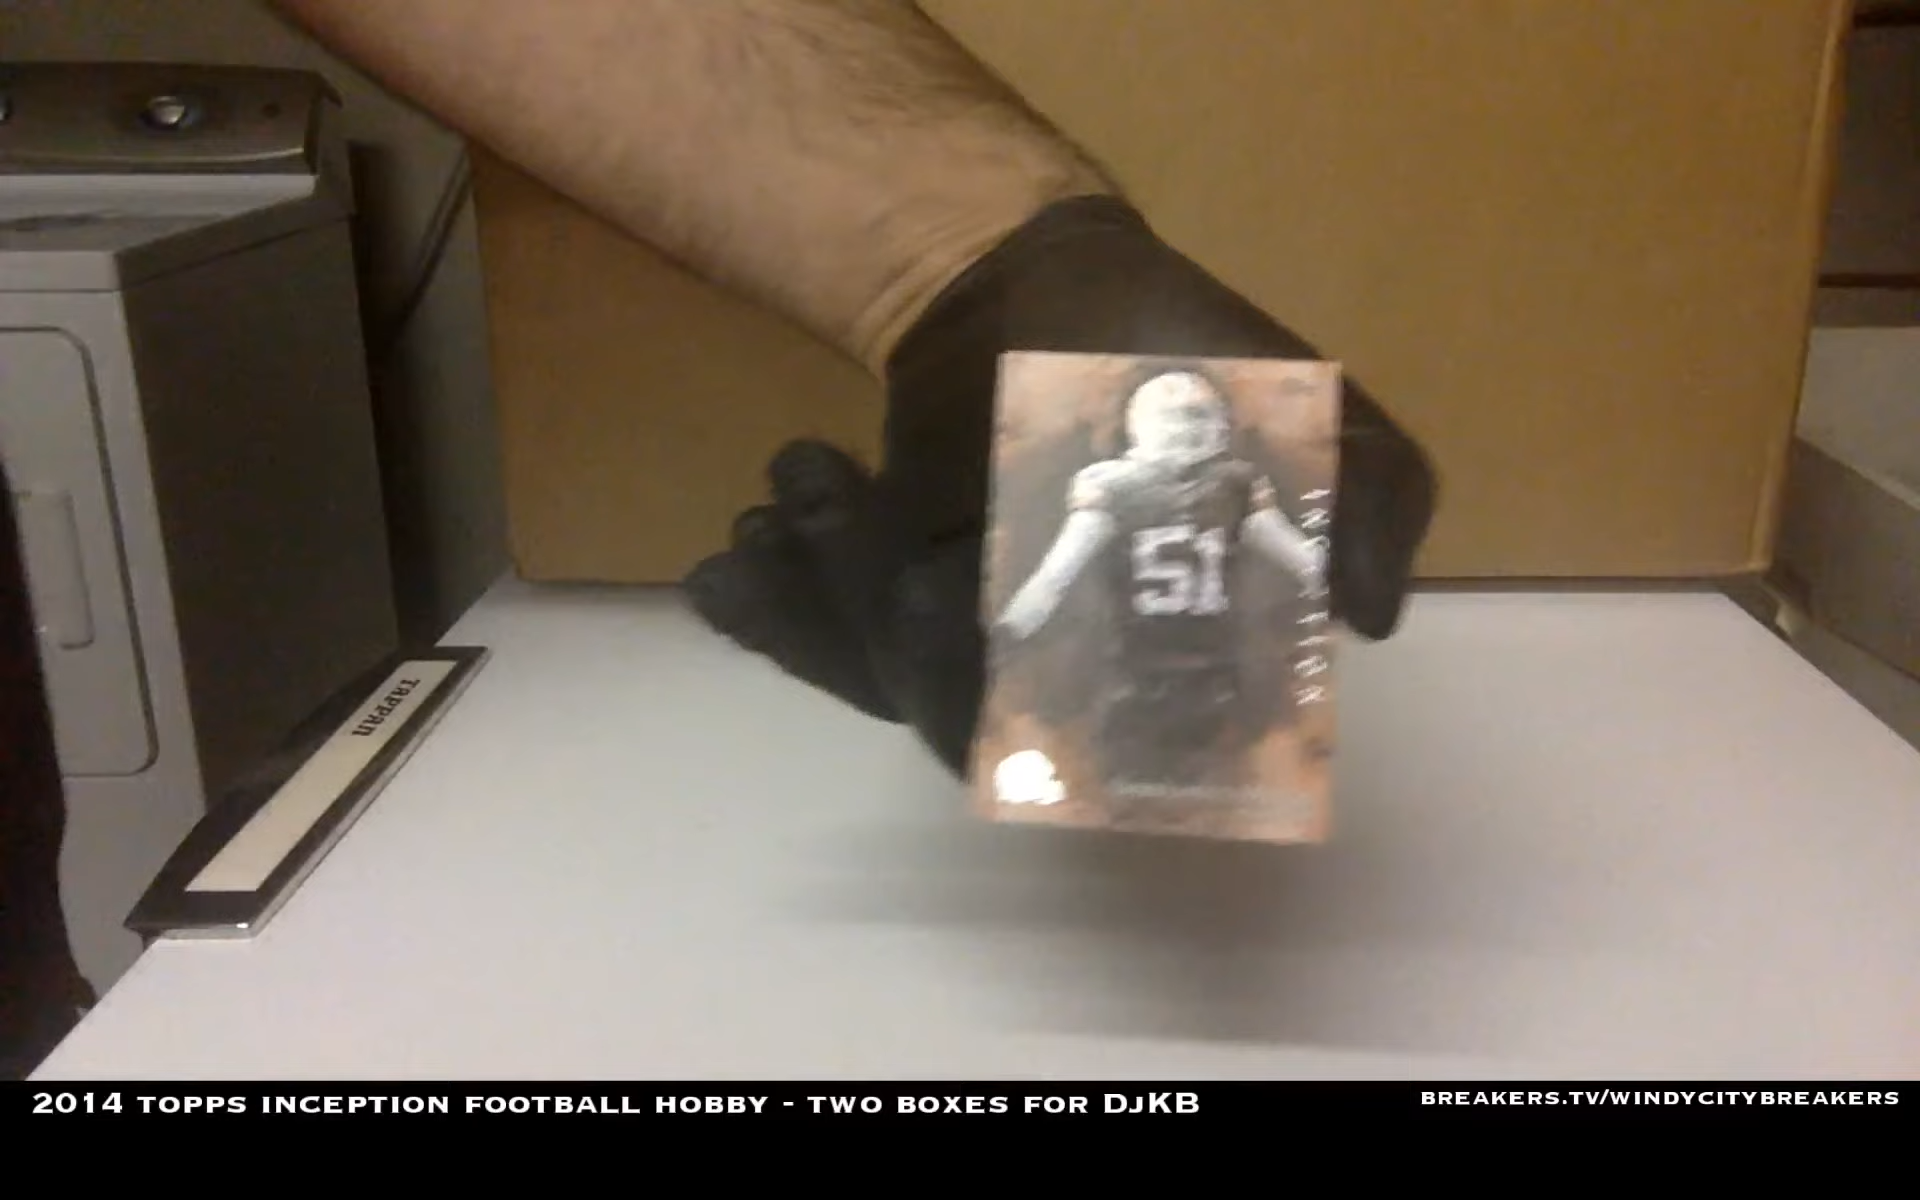 TAPPAN
51
2014 TOPPS INCEPTION FOOTBALL HOBBY - TWO BOXES FOR DJKB
BREAKERS.TV/WINDYCITYBREAKERS